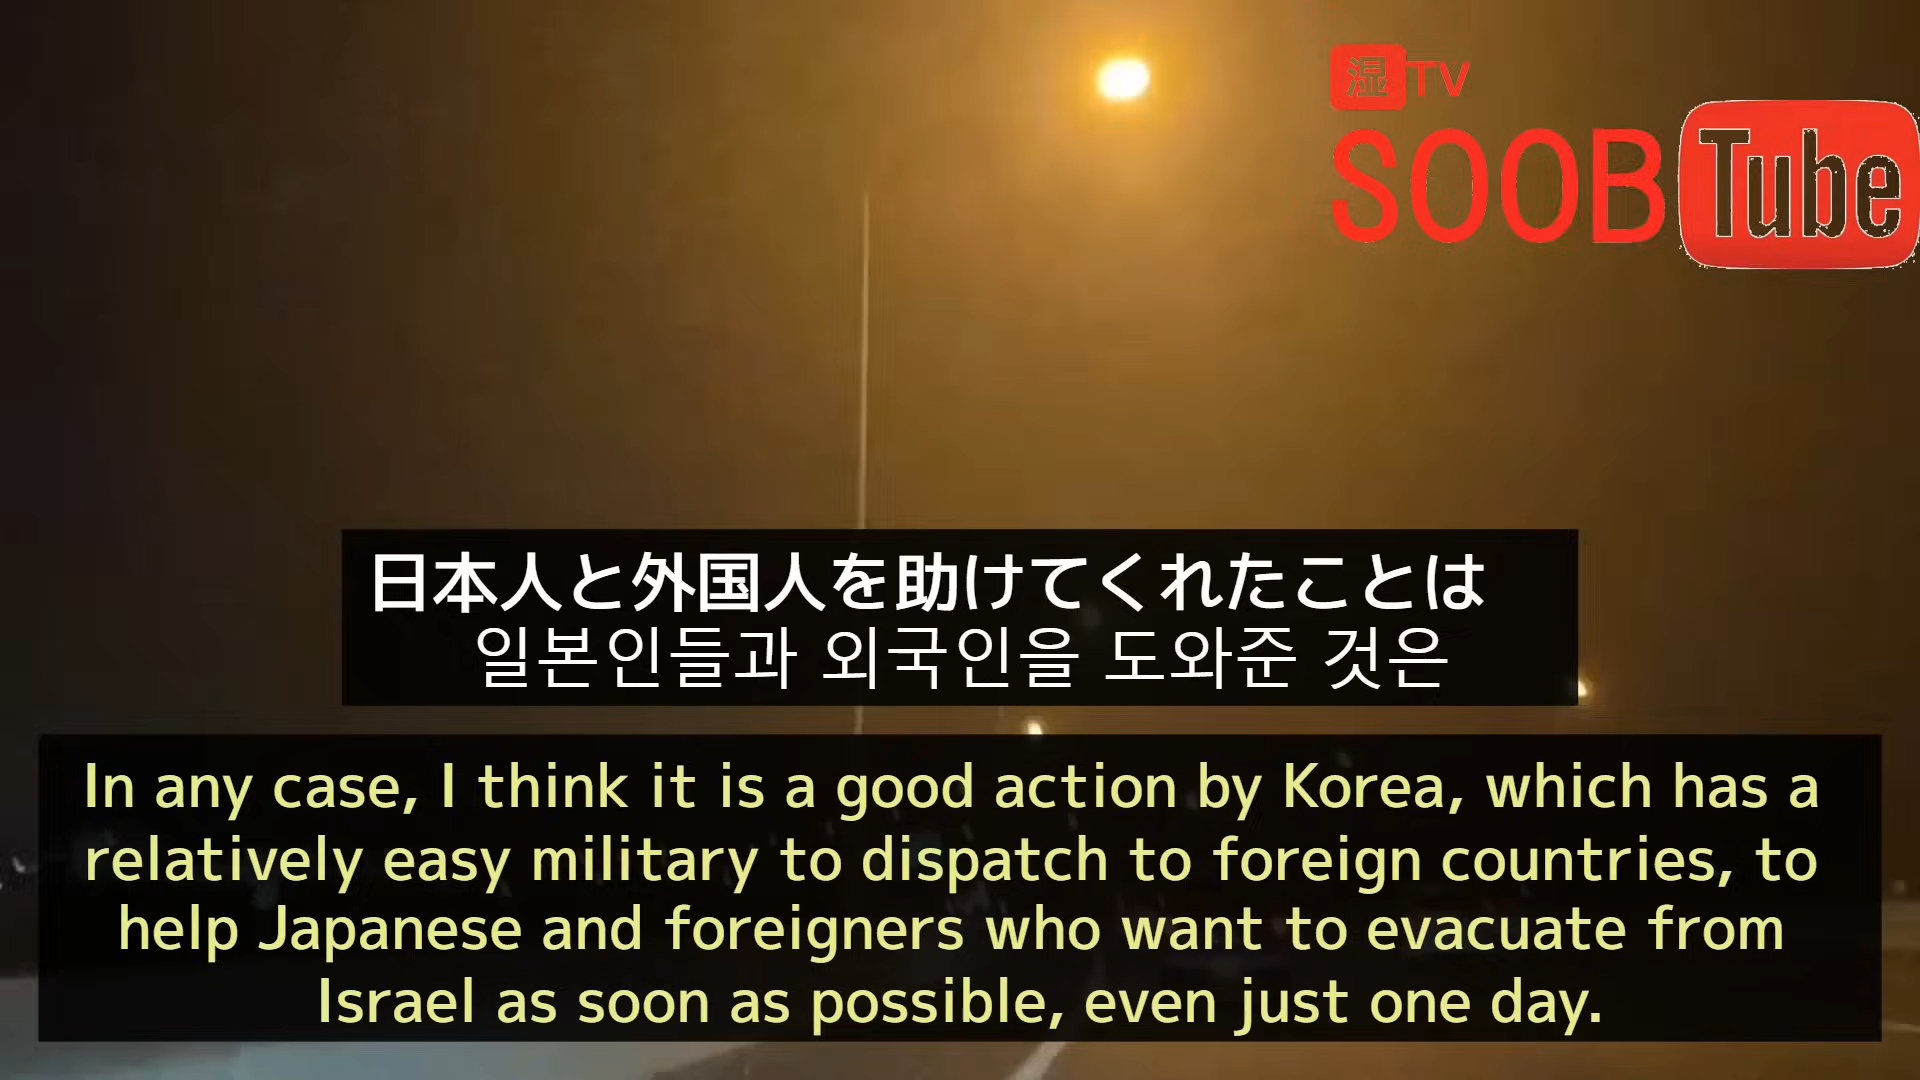 湿TV
SOOBTube
日本人と外国人を助けてくれたことは
일본인들과 외국인을 도와준 것은
In any case, I think it is a good action by Korea, which has a
relatively easy military to dispatch to foreign countries, to
help Japanese and foreigners who want to evacuate from
Israel as soon as possible, even just one day.